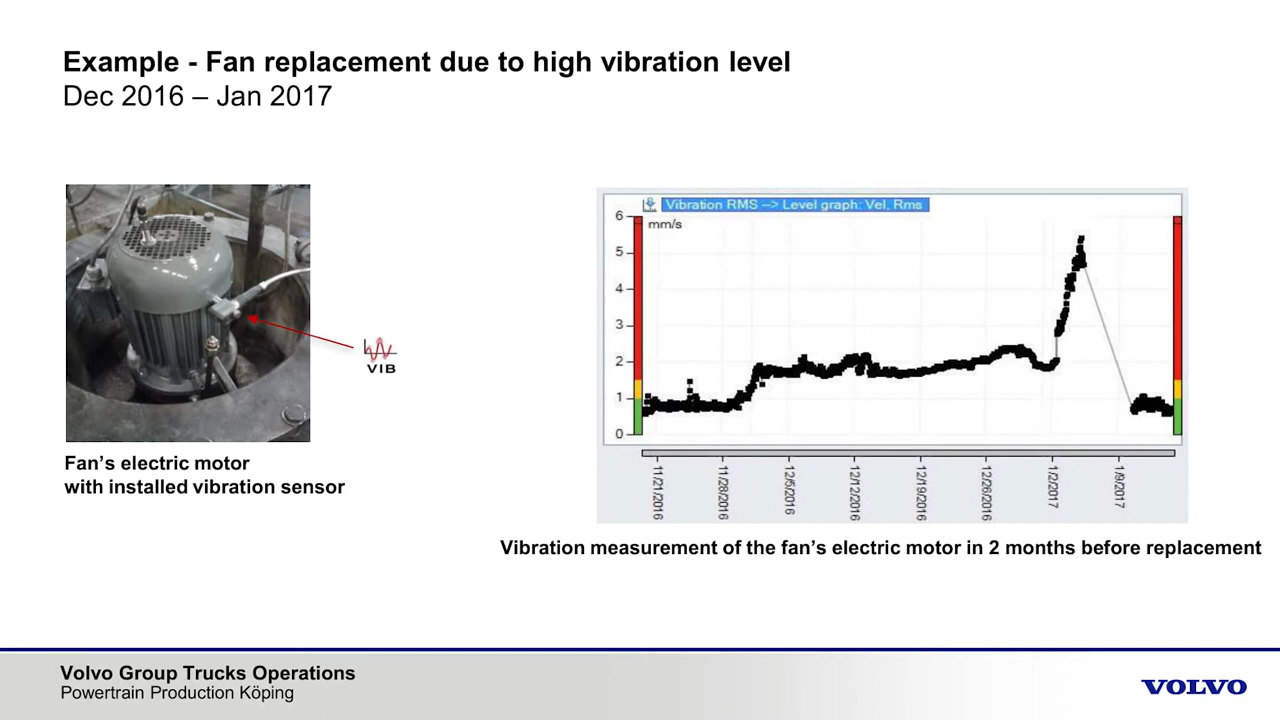 Example - Fan replacement due to high vibration level
Dec 2016 – Jan 2017
VIB
Fan’s electric motor
with installed vibration sensor
Vibration RMS --> Level graph: Vel, Rms
mm/s
6
5
4
3
2
1
0
11/21/2016
11/28/2016
12/5/2016
12/12/2016
12/19/2016
12/26/2016
1/2/2017
1/9/2017
Vibration measurement of the fan’s electric motor in 2 months before replacement
Volvo Group Trucks Operations
Powertrain Production Köping
VOLVO